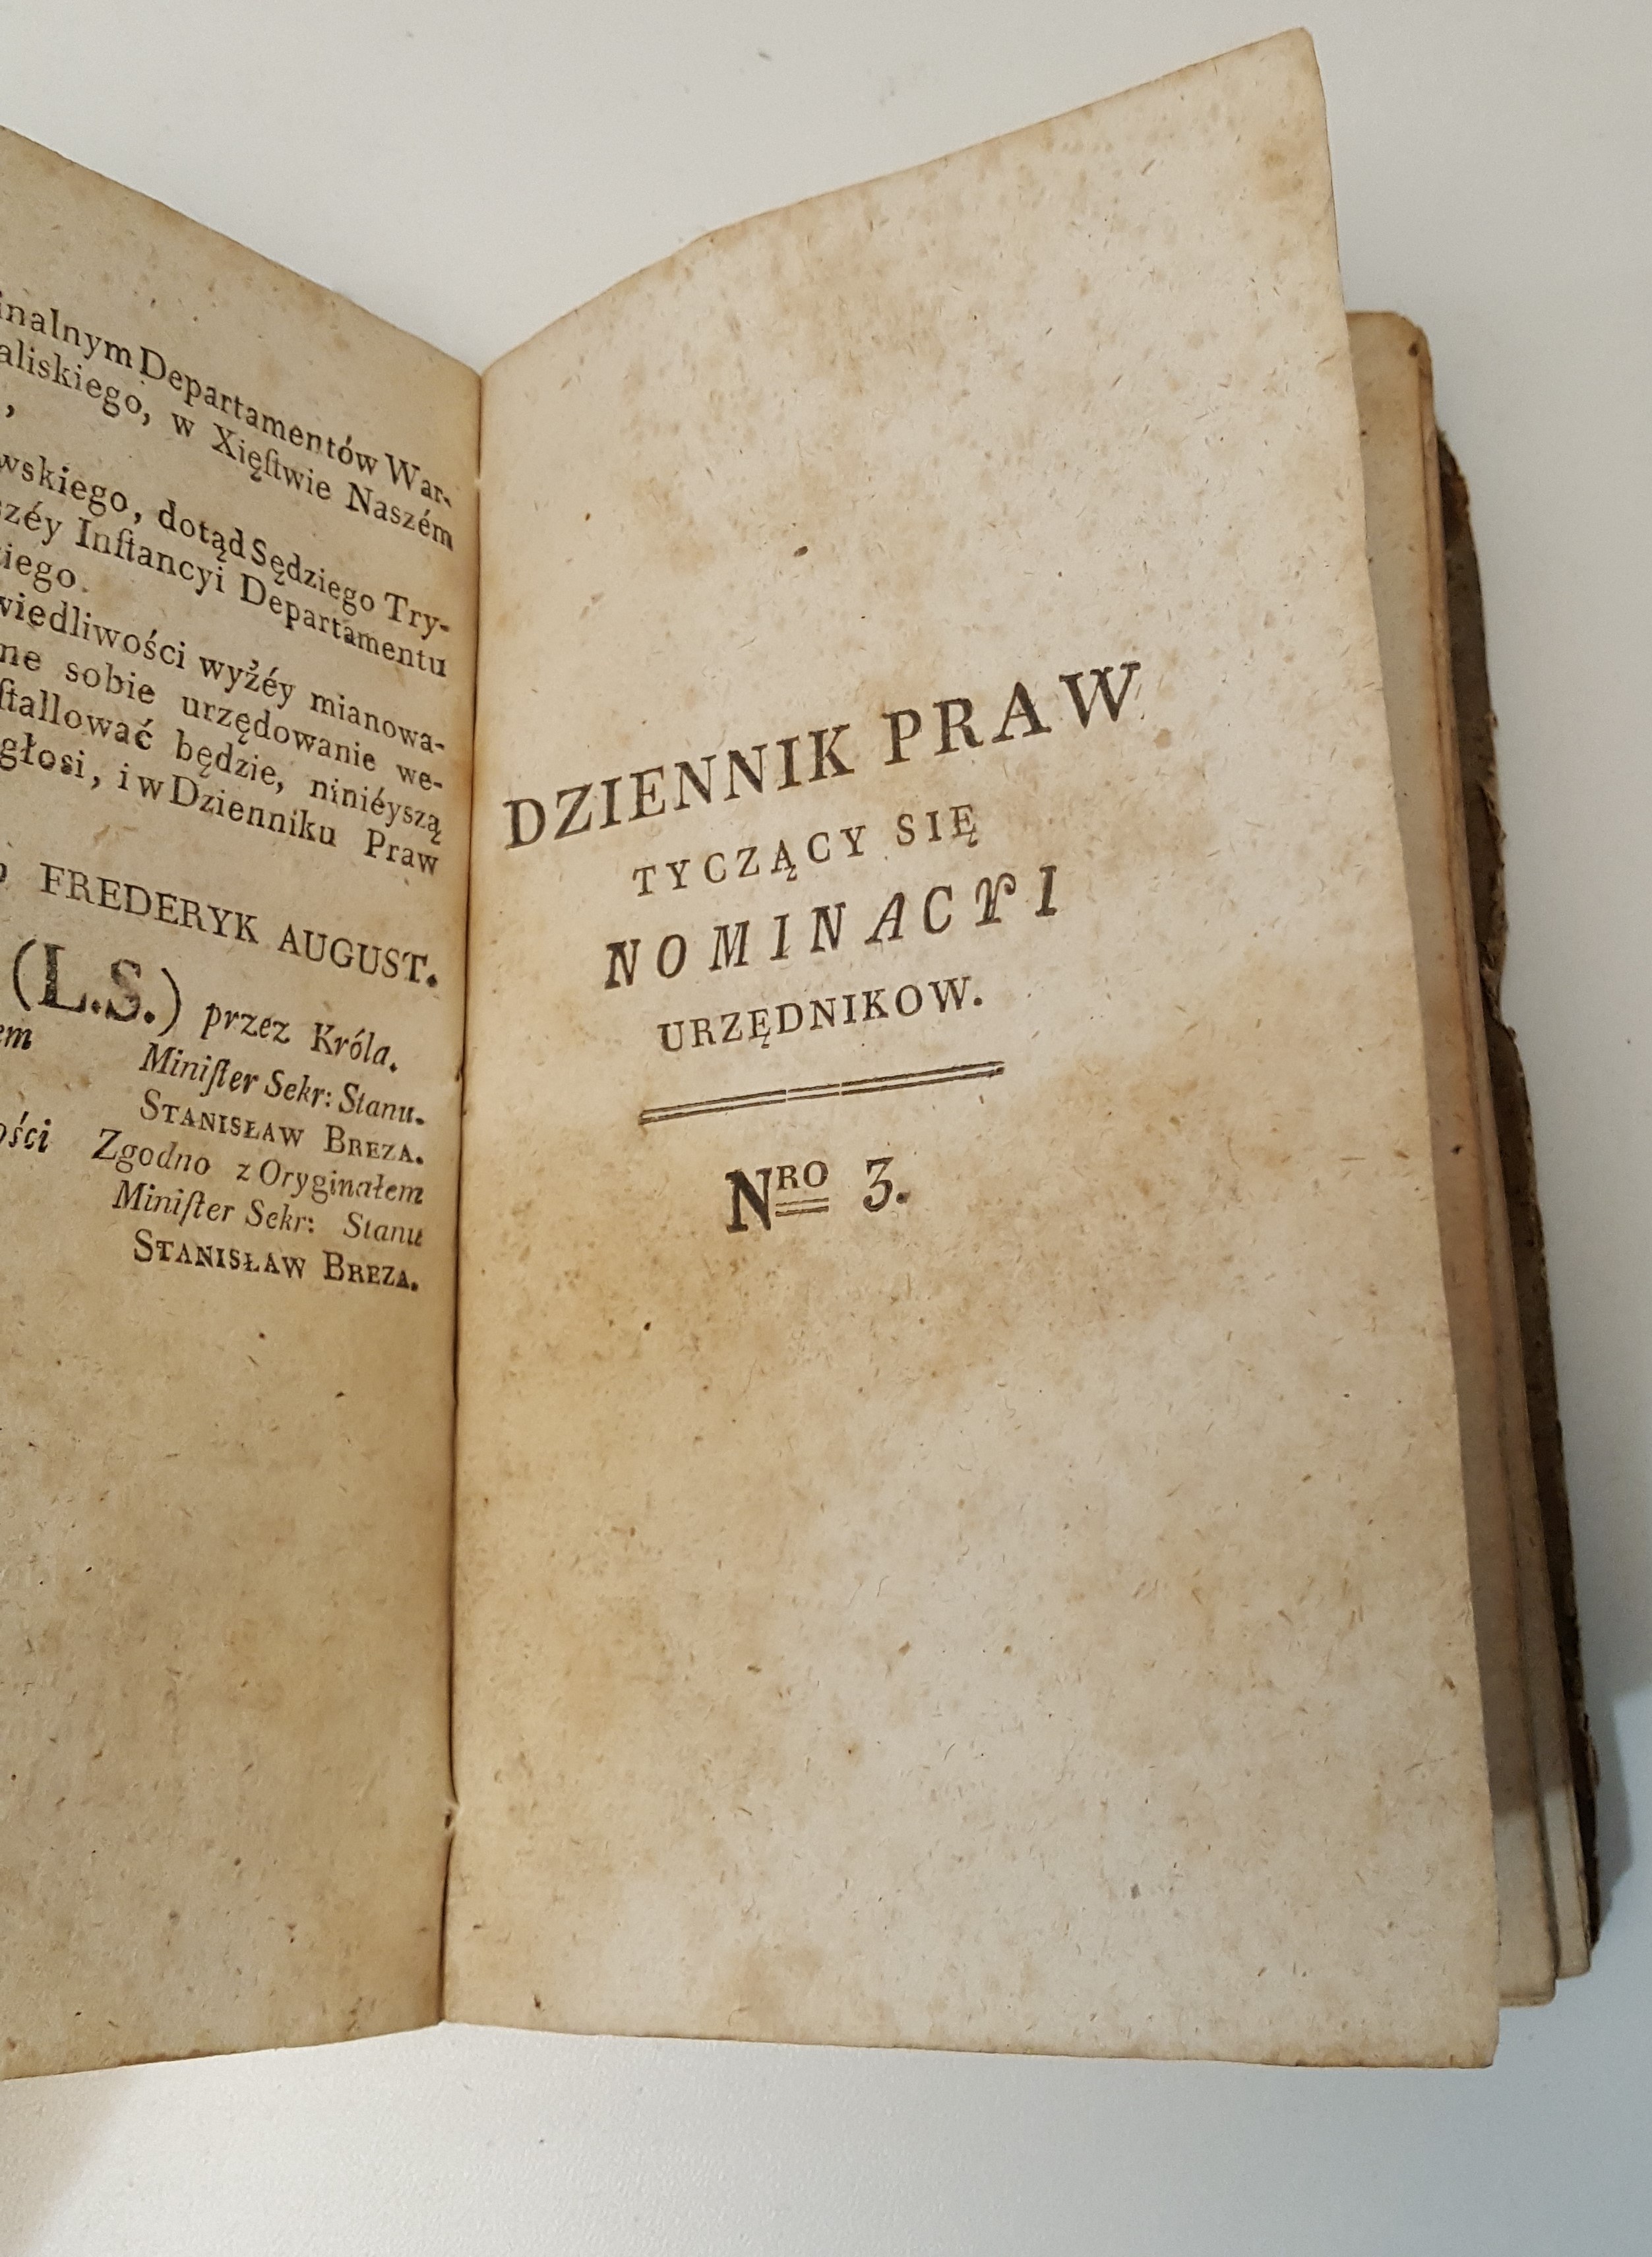 inalnym Departamentów War-
aliskiego, w Xięſtwie Naszém
,
wskiego, dotąd Sędziego Try-
széy Inſtancyi Departamentu
iego.
wiedliwości wyżéy mianowa-
ne sobie urzędowanie we-
ſtallować będzie, niniéyszą
głosi, i w Dzienniku Praw
FREDERYK AUGUST.
(L.S.) przez Króla.
em Miniſter Sekr: Stanu.
STANISŁAW BREZA.
ości Zgodno z Oryginałem
Miniſter Sekr: Stanu
STANISŁAW BREZA.
DZIENNIK PRAW
TYCZĄCY SIĘ
NOMINACYI
URZĘDNIKOW.
NRO 3.